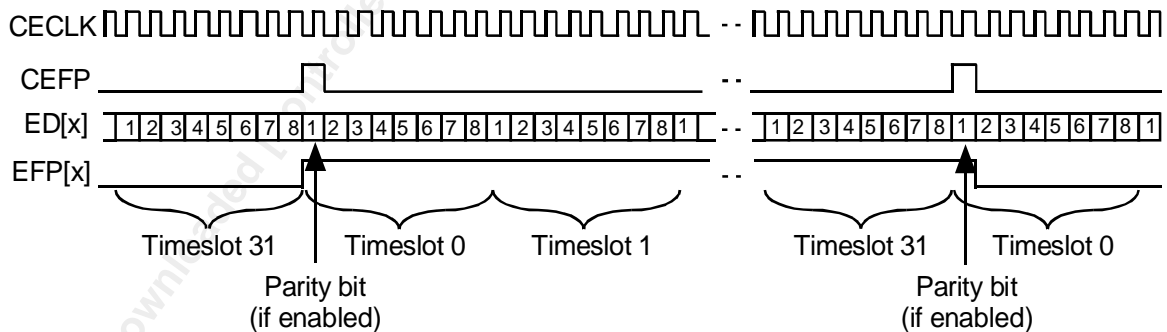 CECLK
CEFP
ED[x] 1 2 3 4 5 6 7 8 1 2 3 4 5 6 7 8 1 2 3 4 5 6 7 8 1 1 2 3 4 5 6 7 8 1 2 3 4 5 6 7 8 1
EFP[x]
Timeslot 31 Timeslot 0 Timeslot 1 Timeslot 31 Timeslot 0
Parity bit Parity bit
(if enabled) (if enabled)